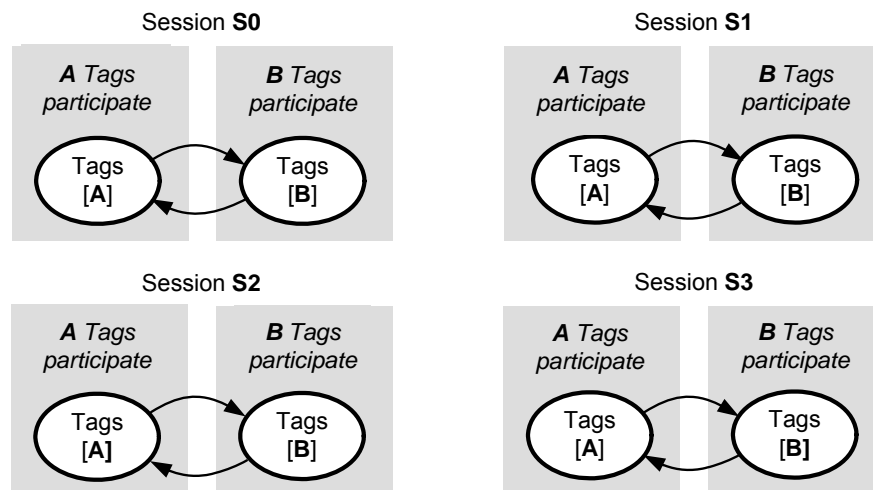 Session S0
A Tags participate
B Tags participate
Tags
[A]
Tags
[B]
Session S1
A Tags participate
B Tags participate
Tags
[A]
Tags
[B]
Session S2
A Tags participate
B Tags participate
Tags
[A]
Tags
[B]
Session S3
A Tags participate
B Tags participate
Tags
[A]
Tags
[B]